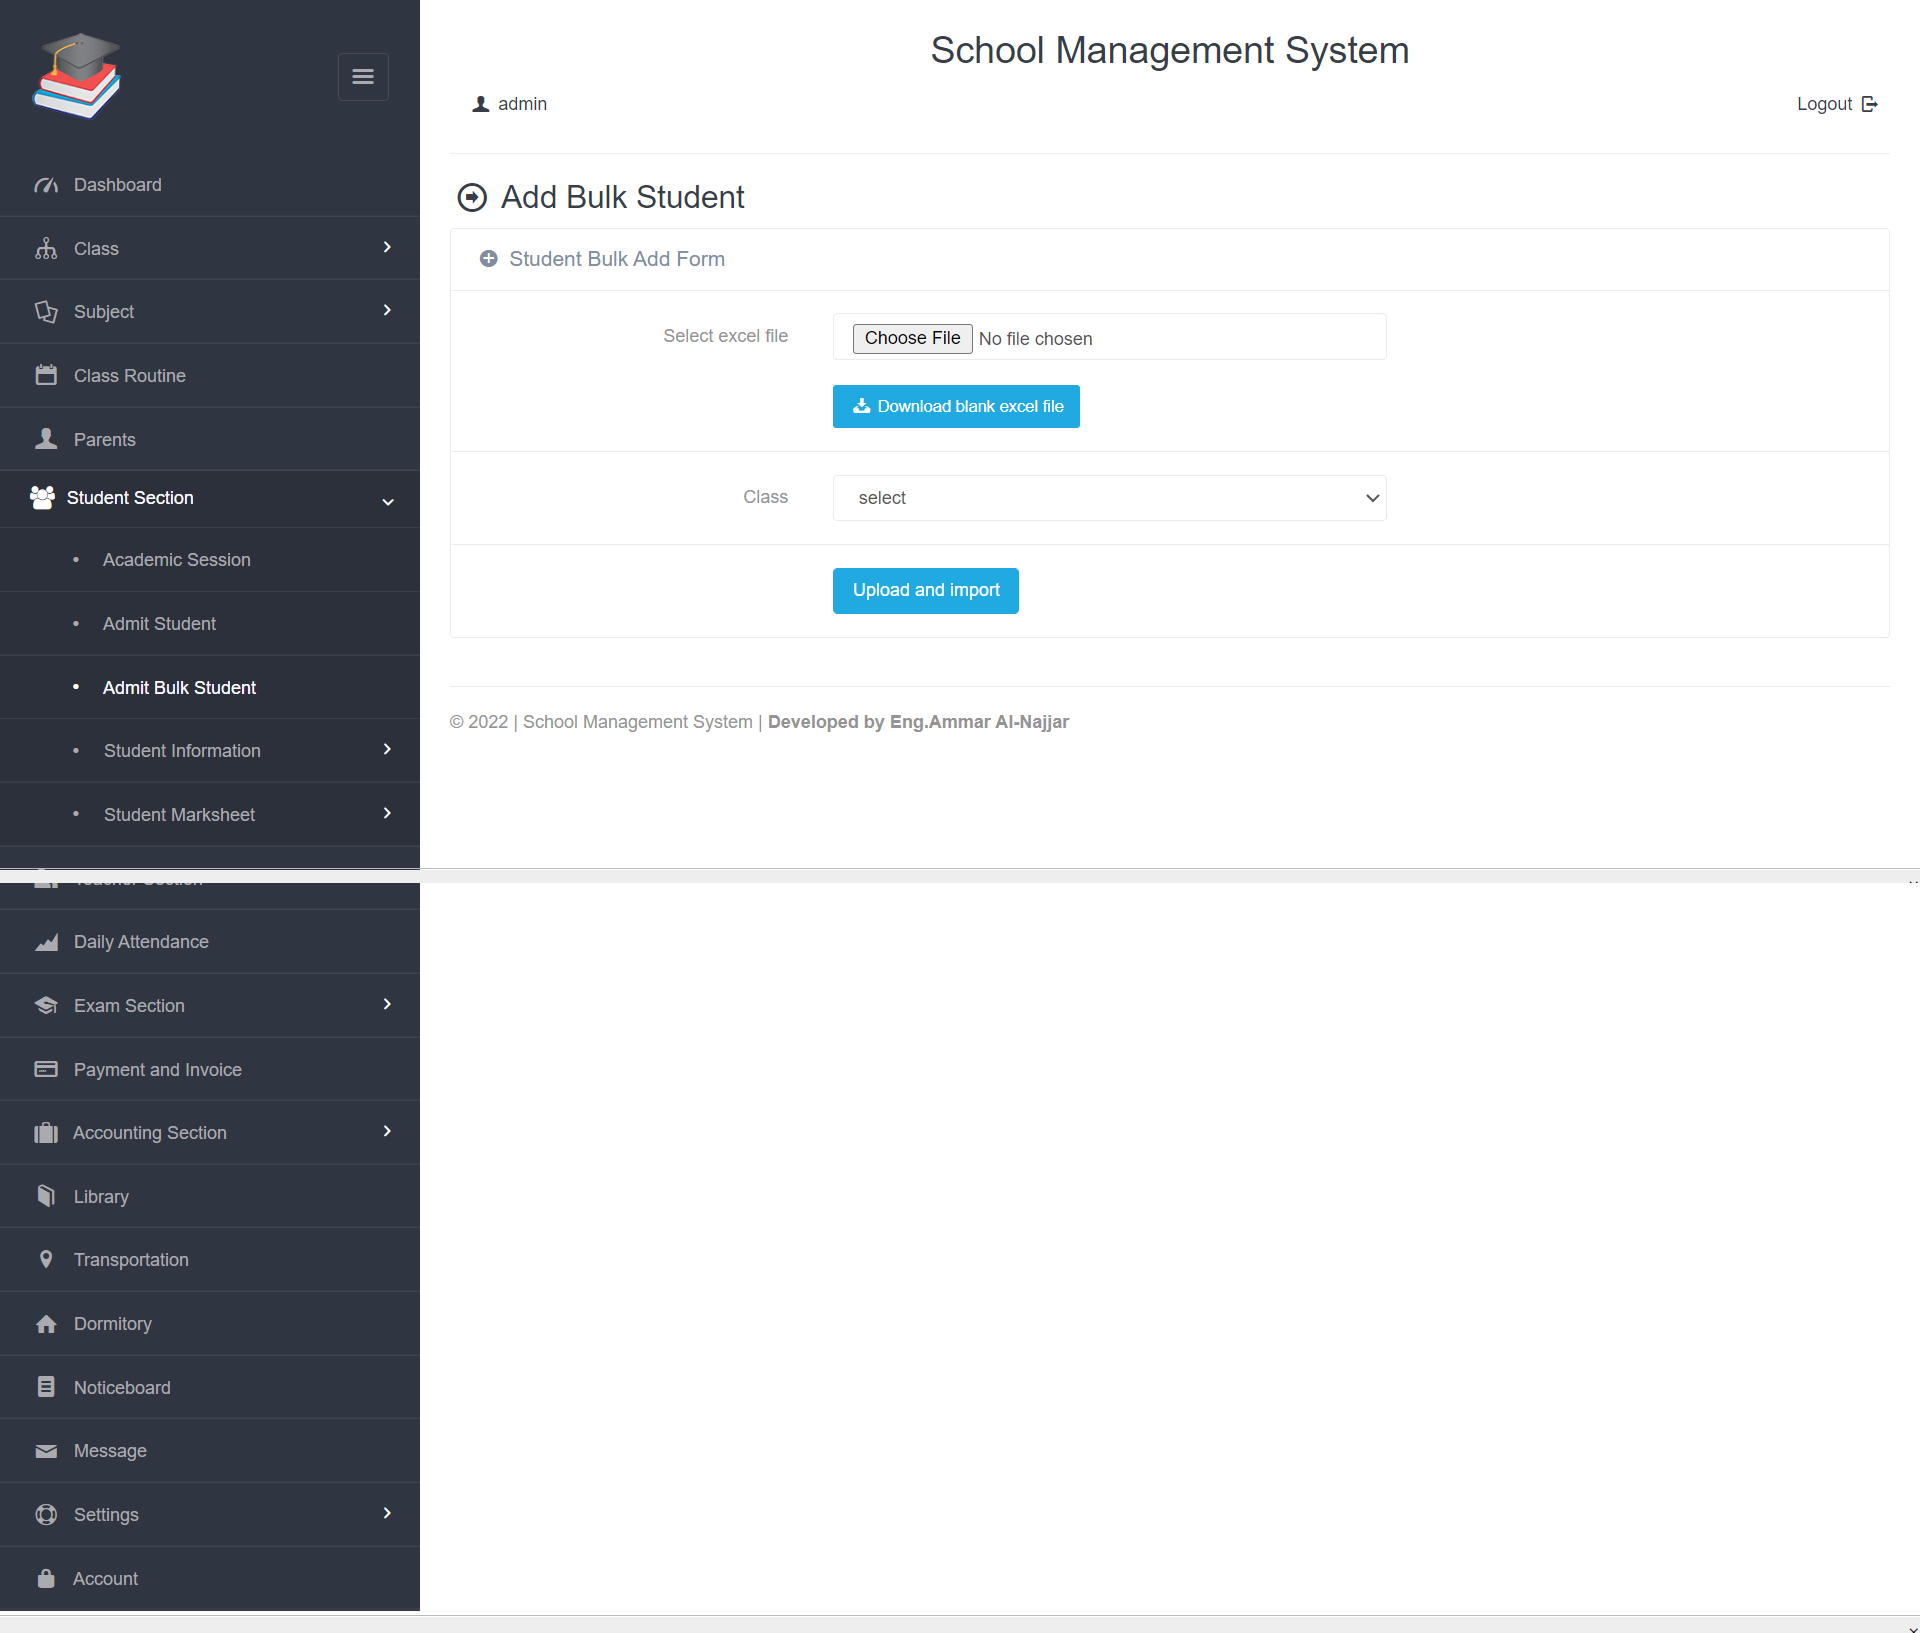 School Management System
admin
Logout
Dashboard
Class
Subject
Class Routine
Parents
Student Section
Academic Session
Admit Student
Admit Bulk Student
Student Information
Student Marksheet
Daily Attendance
Exam Section
Payment and Invoice
Accounting Section
Library
Transportation
Dormitory
Noticeboard
Message
Settings
Account
Add Bulk Student
Student Bulk Add Form
Select excel file
Choose File No file chosen
Download blank excel file
Class
select
Upload and import
© 2022 | School Management System | Developed by Eng.Ammar Al-Najjar